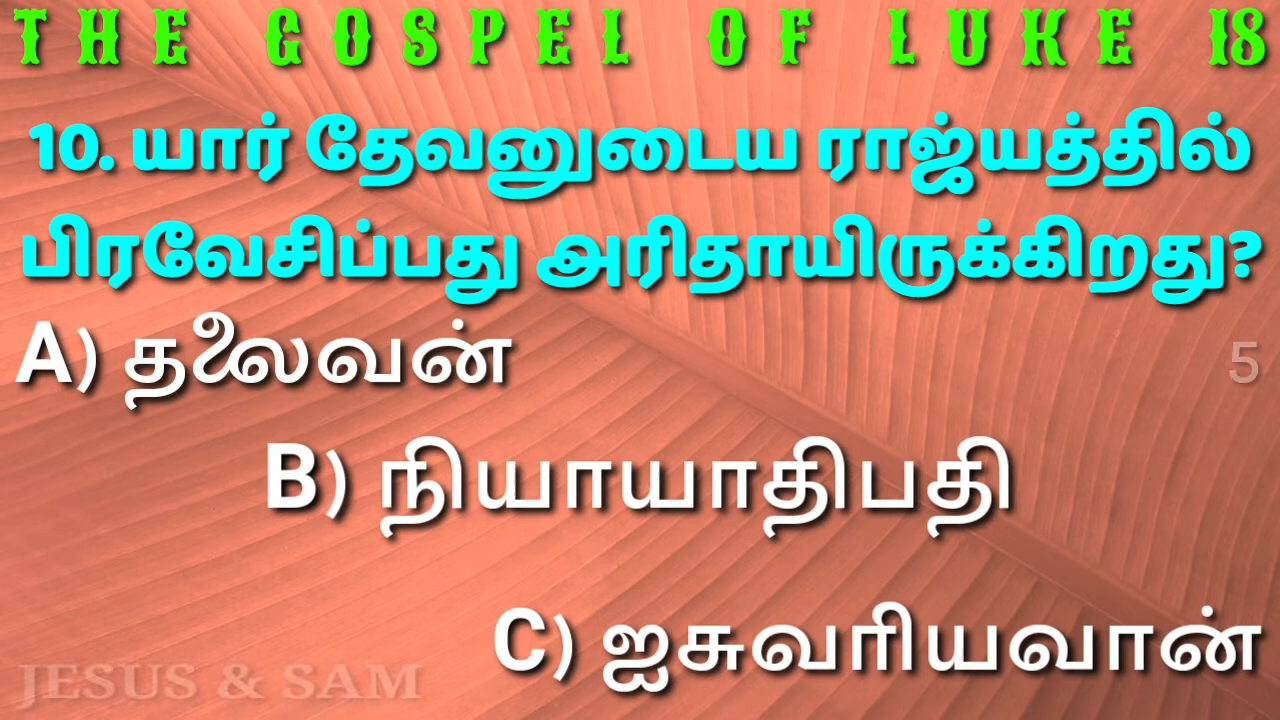 THE GOSPEL OF LUKE 18
10. யார் தேவனுடைய ராஜ்யத்தில்
பிரவேசிப்பது அரிதாயிருக்கிறது?
A) தலைவன்
5
B) நியாயாதிபதி
C) ஐசுவரியவான்
JESUS & SAM